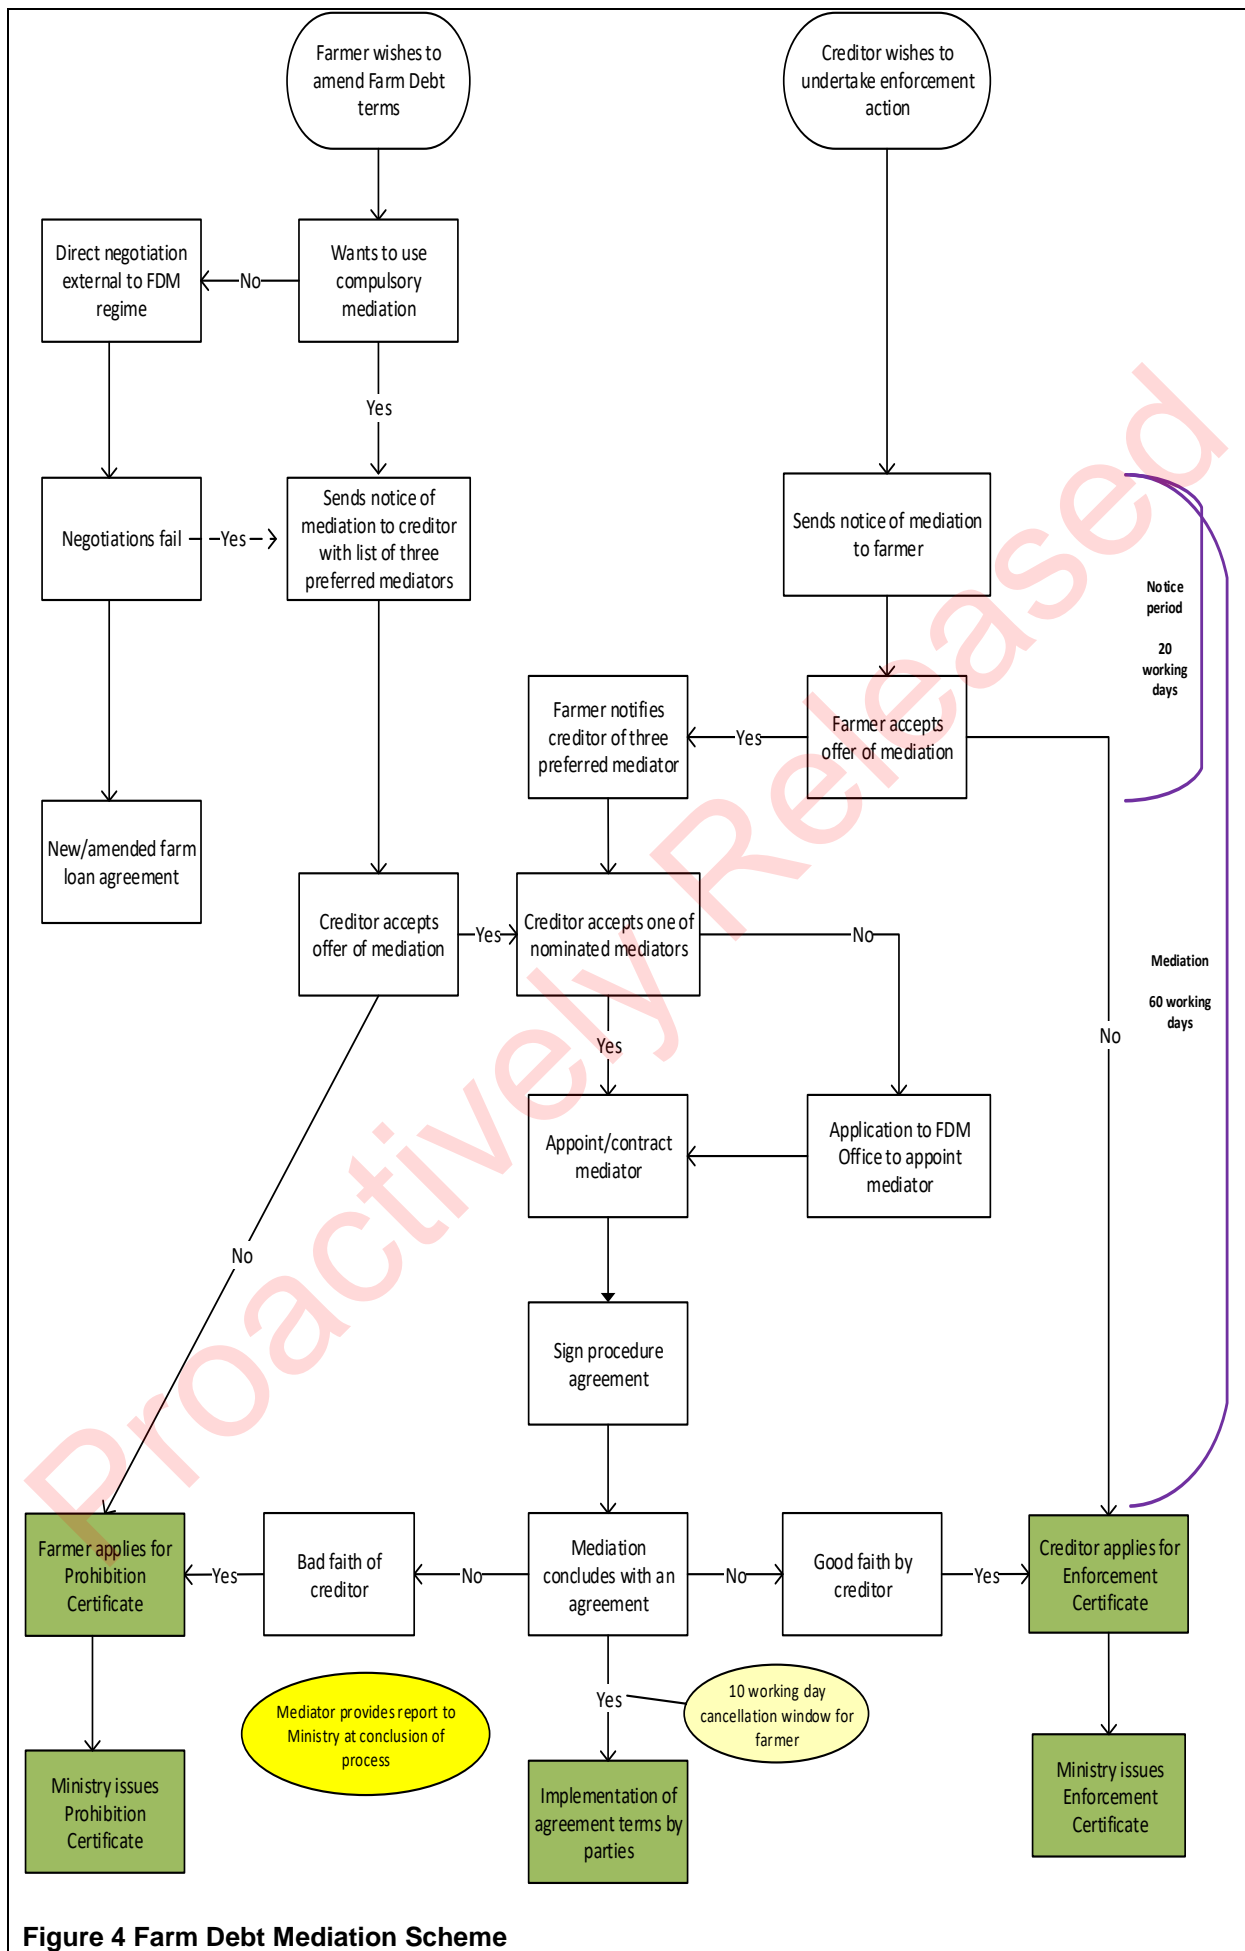 Farmer wishes to
amend Farm Debt
terms
Creditor wishes to
undertake enforcement
action
Direct negotiation
external to FDM
regime
No
Wants to use
compulsory
mediation
Yes
Negotiations fail
Yes
Sends notice of
mediation to creditor
with list of three
preferred mediators
Sends notice of mediation
to farmer
Notice
period
20
working
days
Farmer notifies
creditor of three
preferred mediator
Yes
Farmer accepts
offer of mediation
New/amended farm
loan agreement
Creditor accepts
offer of mediation
Yes
Creditor accepts one of
nominated mediators
No
Mediation
60 working
days
No
Yes
Appoint/contract
mediator
Application to FDM
Office to appoint
mediator
No
Sign procedure
agreement
Farmer applies for
Prohibition
Certificate
Yes
Bad faith of
creditor
No
Mediation
concludes with an
agreement
No
Good faith by
creditor
Yes
Creditor applies for
Enforcement
Certificate
Mediator provides report to
Ministry at conclusion of
process
Yes
10 working day
cancellation window for
farmer
Ministry issues
Prohibition
Certificate
Implementation of
agreement terms by
parties
Ministry issues
Enforcement
Certificate
Proactively Released
Figure 4 Farm Debt Mediation Scheme